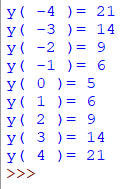 y( -4 )= 21
y( -3 )= 14
y( -2 )= 9
y( -1 )= 6
y( 0 )= 5
y( 1 )= 6
y( 2 )= 9
y( 3 )= 14
y( 4 )= 21
>>>